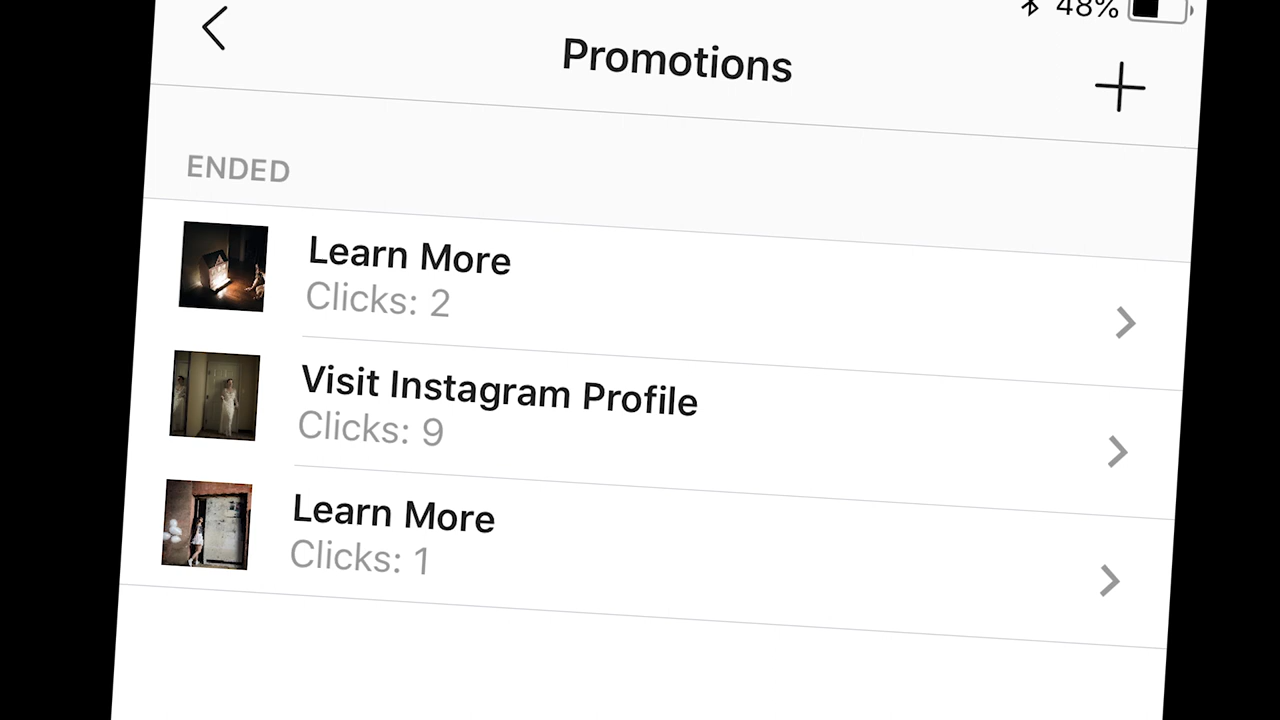 48%
Promotions
ENDED
Learn More
Clicks: 2
Visit Instagram Profile
Clicks: 9
Learn More
Clicks: 1